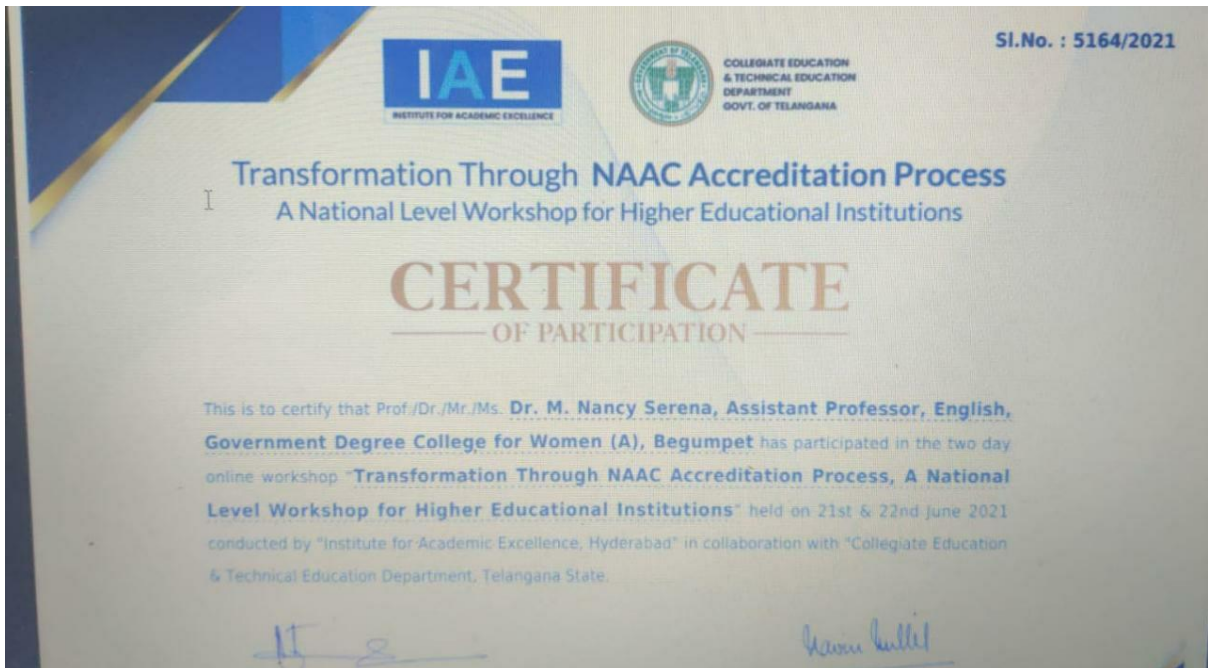 Sl.No. : 5164/2021
IAE
INSTITUTE FOR ACADEMIC EXCELLENCE
COLLEGIATE EDUCATION
& TECHNICAL EDUCATION
DEPARTMENT
GOVT. OF TELANGANA
Transformation Through NAAC Accreditation Process
A National Level Workshop for Higher Educational Institutions
CERTIFICATE
OF PARTICIPATION
This is to certify that Prof./Dr./Mr./Ms. Dr. M. Nancy Serena, Assistant Professor, English,
Government Degree College for Women (A), Begumpet has participated in the two day
online workshop "Transformation Through NAAC Accreditation Process, A National
Level Workshop for Higher Educational Institutions" held on 21st & 22nd June 2021
conducted by "Institute for Academic Excellence, Hyderabad" in collaboration with "Collegiate Education
& Technical Education Department, Telangana State.